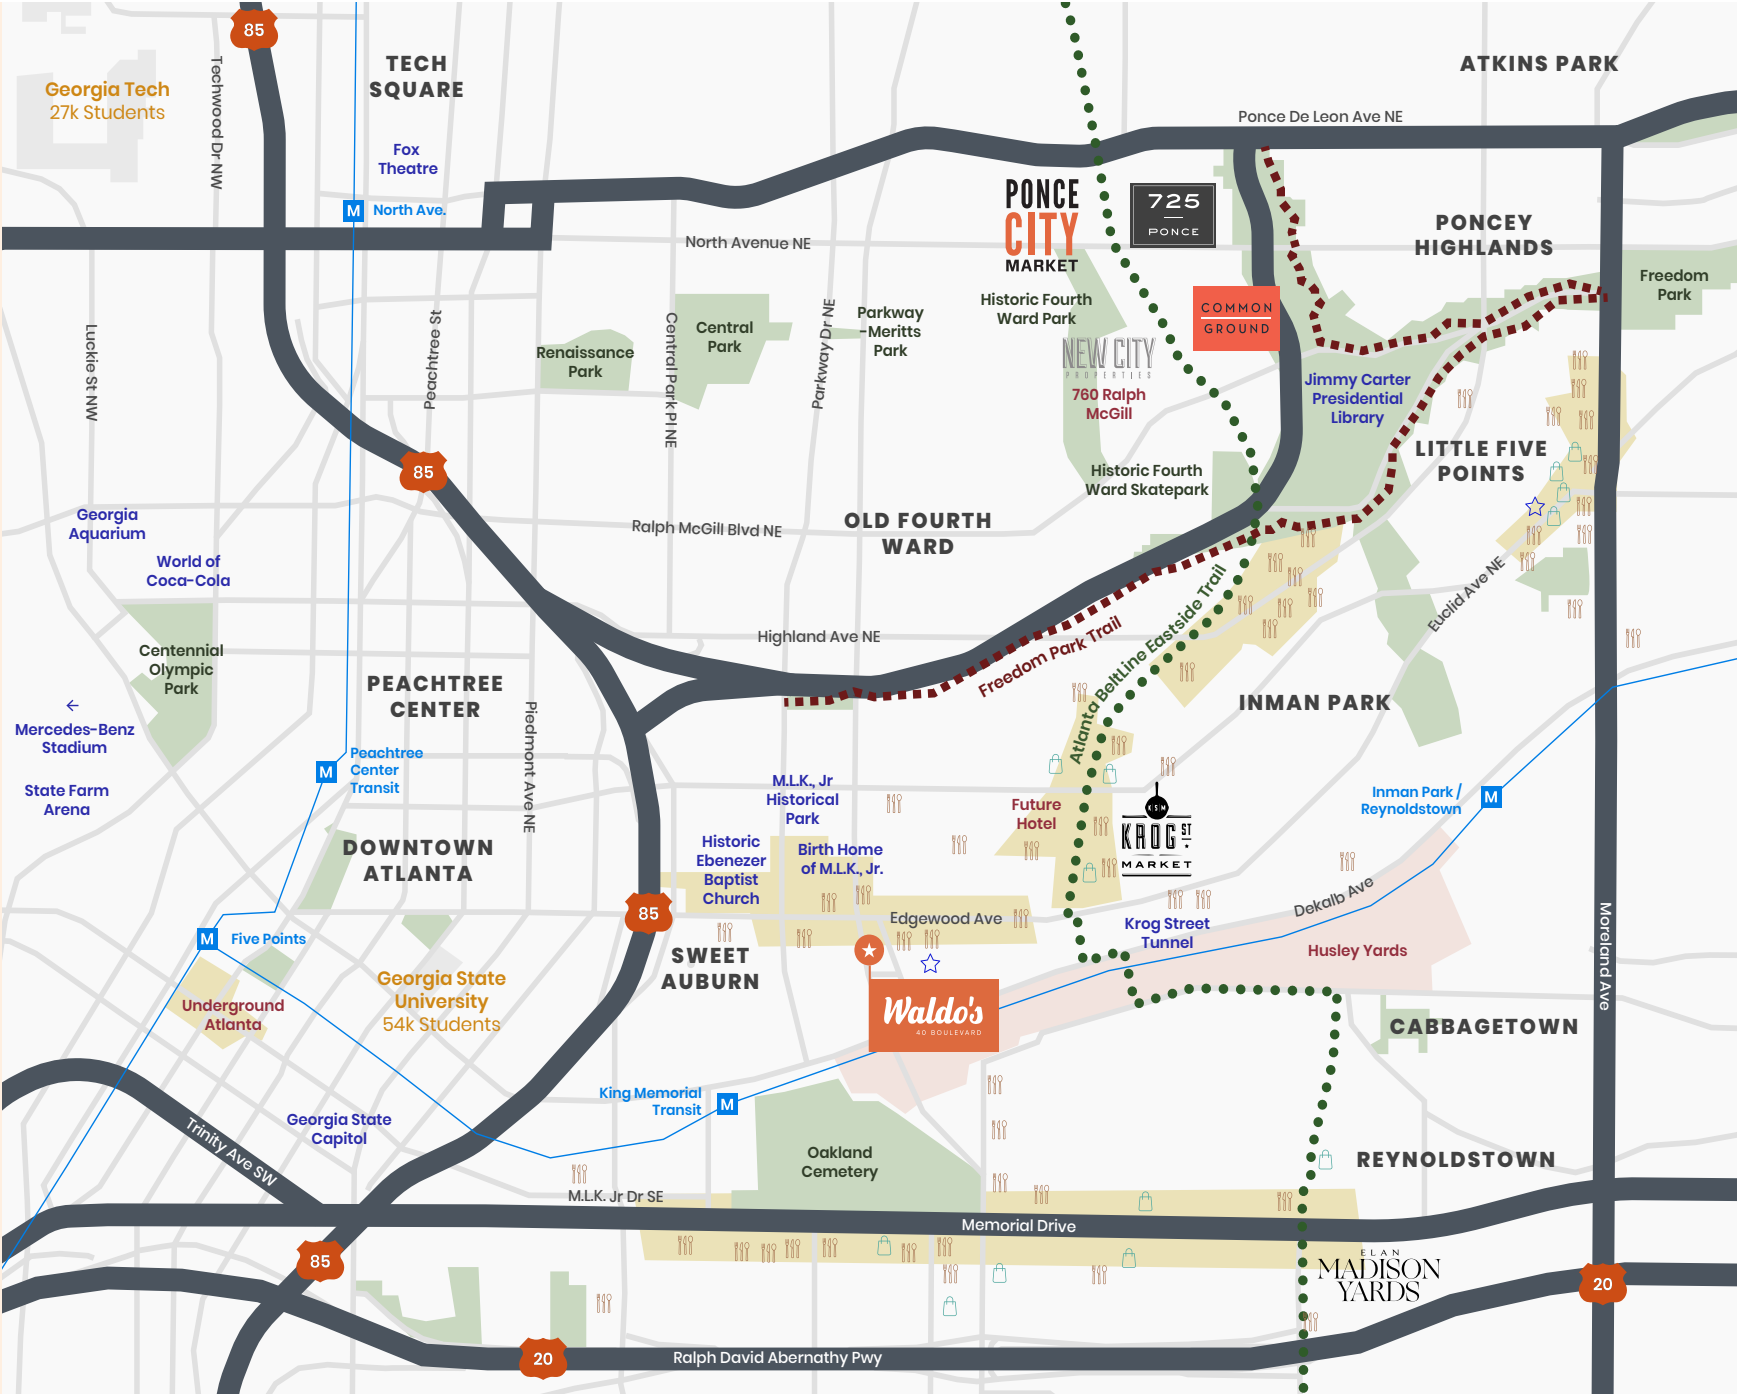 85
TECH
SQUARE
ATKINS PARK
Georgia Tech
27k Students
Techwood Dr NW
Ponce De Leon Ave NE
Fox
Theatre
M
North Ave.
PONCE
CITY
MARKET
725
PONCE
PONCEY
HIGHLANDS
North Avenue NE
Freedom
Park
Historic Fourth
Ward Park
COMMON
GROUND
Luckie St NW
Peachtree St
Renaissance
Park
Central Park Pl NE
Central
Park
Parkway Dr NE
Parkway
-Meritts
Park
NEW CITY
PROPERTIES
760 Ralph
McGill
Jimmy Carter
Presidential
Library
LITTLE FIVE
POINTS
85
Historic Fourth
Ward Skatepark
Georgia
Aquarium
World of
Coca-Cola
Ralph McGill Blvd NE
OLD FOURTH
WARD
Euclid Ave NE
Highland Ave NE
Freedom Park Trail
Atlanta BeltLine Eastside Trail
Centennial
Olympic
Park
PEACHTREE
CENTER
Piedmont Ave NE
INMAN PARK
Mercedes-Benz
Stadium
M
Peachtree
Center
Transit
State Farm
Arena
M.L.K., Jr
Historical
Park
Future
Hotel
KSM
KROG ST
MARKET
Inman Park /
Reynoldstown
M
DOWNTOWN
ATLANTA
Historic
Ebenezer
Baptist
Church
Birth Home
of M.L.K., Jr.
85
Edgewood Ave
Dekalb Ave
Krog Street
Tunnel
Husley Yards
Moreland Ave
M
Five Points
SWEET
AUBURN
Georgia State
University
54k Students
Underground
Atlanta
Waldo's
40 BOULEVARD
CABBAGETOWN
King Memorial
Transit
M
Georgia State
Capitol
Trinity Ave SW
Oakland
Cemetery
REYNOLDSTOWN
M.L.K. Jr Dr SE
Memorial Drive
85
ELAN
MADISON
YARDS
20
20
Ralph David Abernathy Pwy